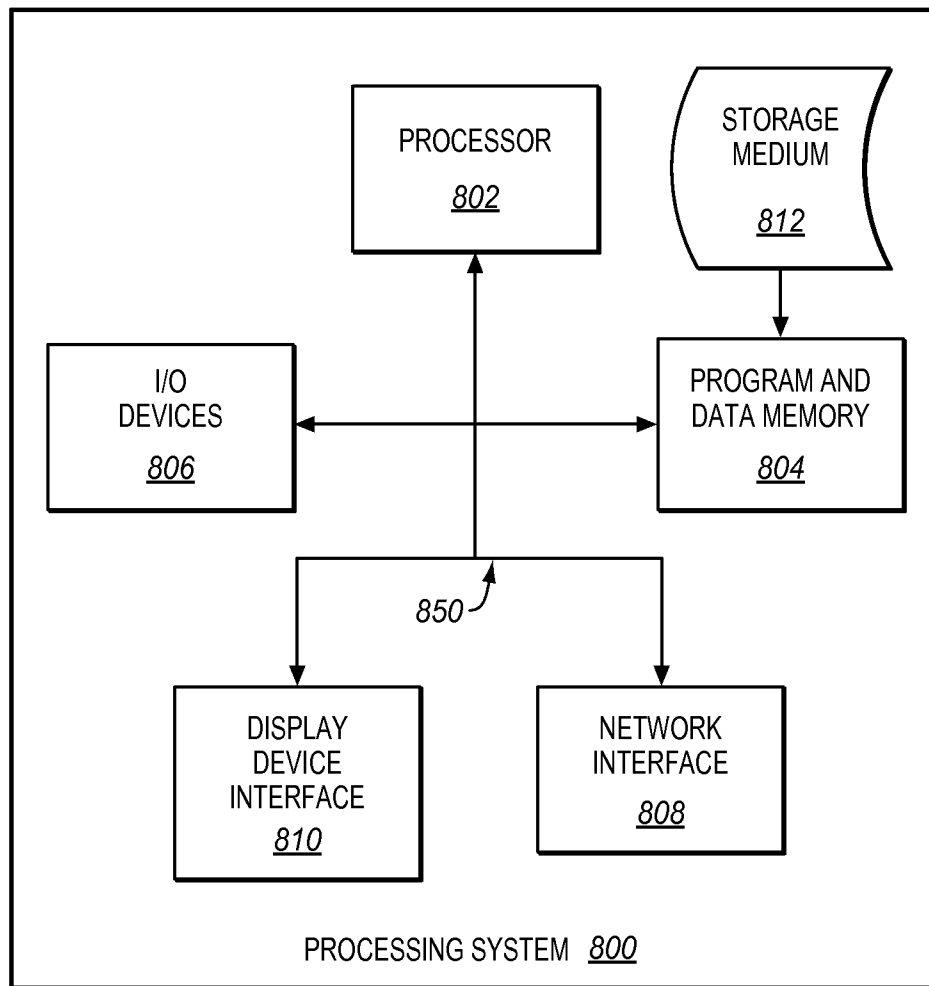 PROCESSOR
802
STORAGE
MEDIUM
812
I/O
DEVICES
806
PROGRAM AND
DATA MEMORY
804
850
DISPLAY
DEVICE
INTERFACE
810
NETWORK
INTERFACE
808
PROCESSING SYSTEM 800